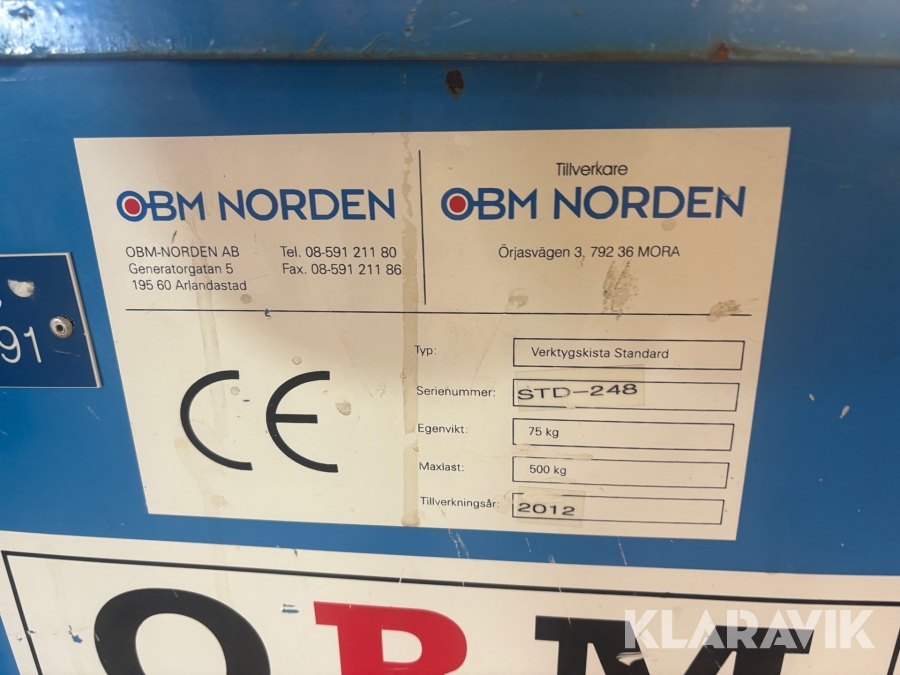 OBM NORDEN
OBM-NORDEN AB
Generatorgatan 5
195 60 Arlandastad
Tel. 08-591 211 80
Fax. 08-591 211 86
Tillverkare
OBM NORDEN
Örjasvägen 3, 792 36 MORA
CE
Typ: Verktygskista Standard
Serienummer: STD-248
Egenvikt: 75 kg
Maxlast: 500 kg
Tillverkningsår: 2012
91
OBM
KLARAVIK